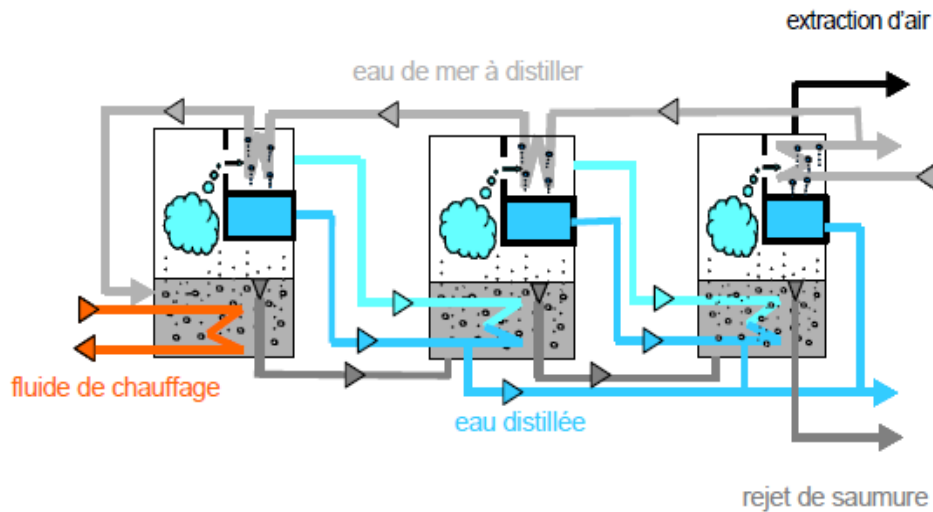 extraction d'air
eau de mer à distiller
fluide de chauffage
eau distillée
rejet de saumure